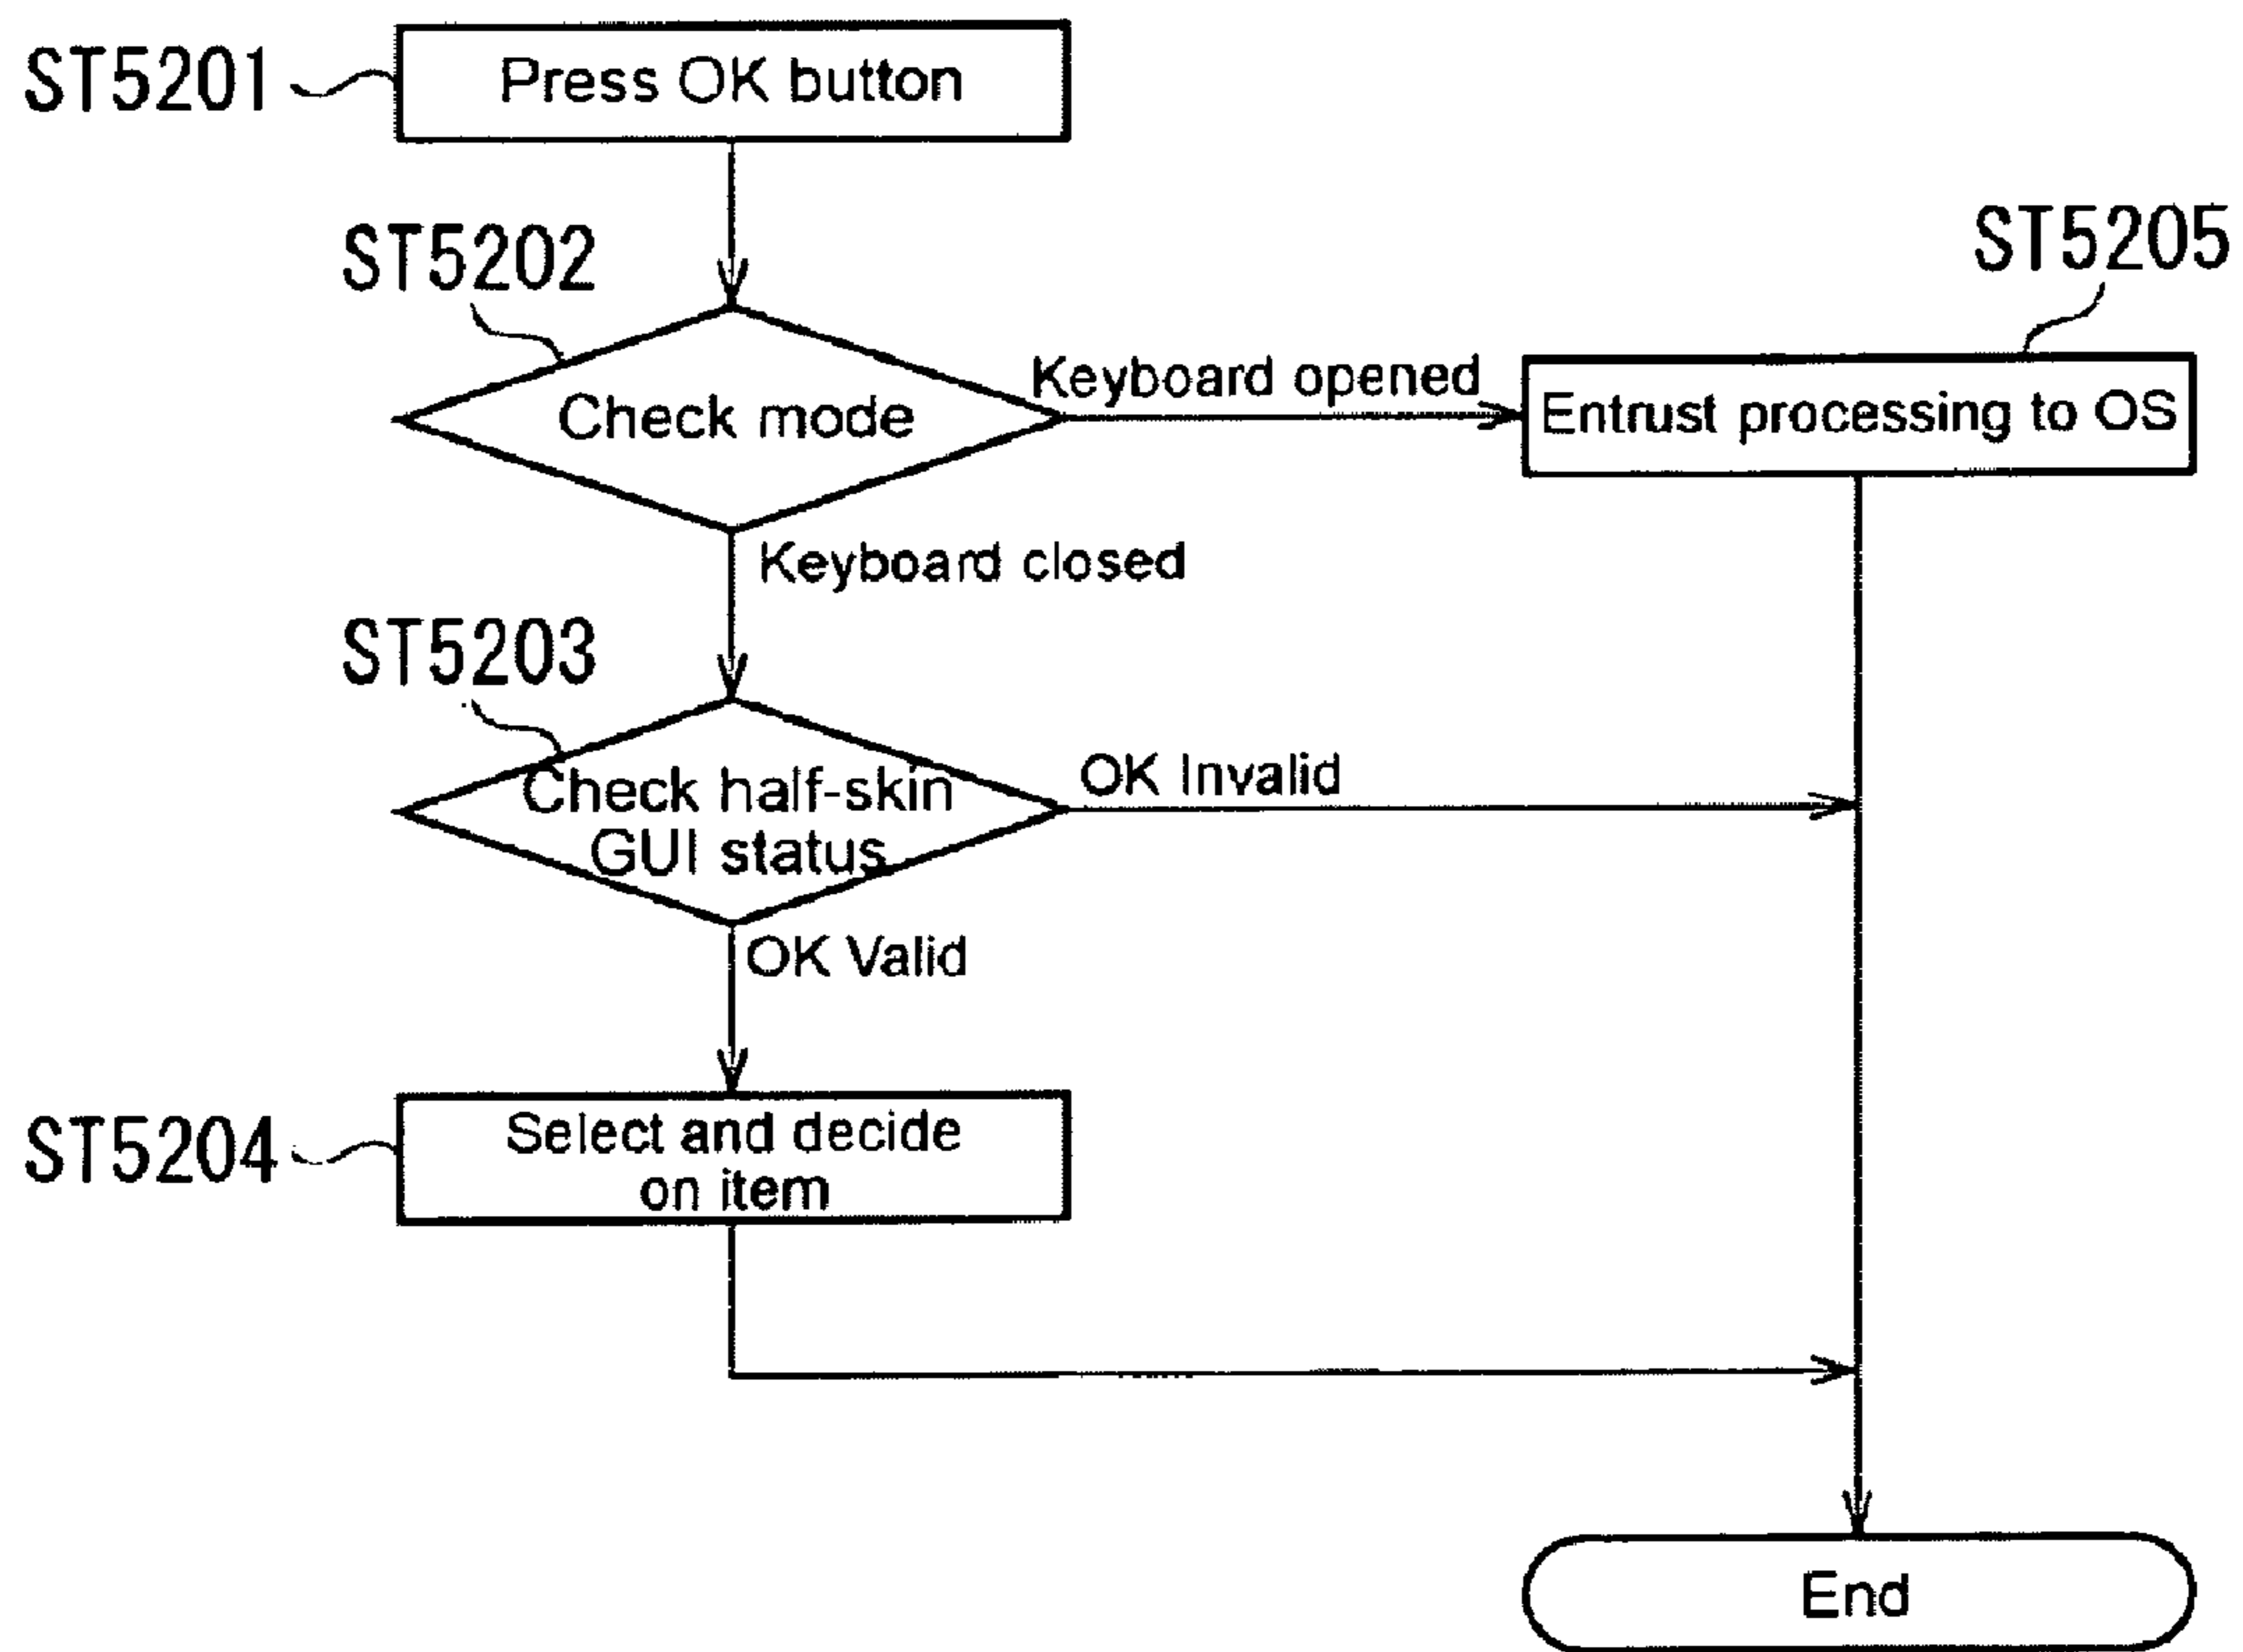 ST5201
Press OK button
ST5202
ST5205
Keyboard opened
Check mode
Entrust processing to OS
Keyboard closed
ST5203
OK Invalid
Check half-skin
GUI status
OK Valid
ST5204
Select and decide
on item
End